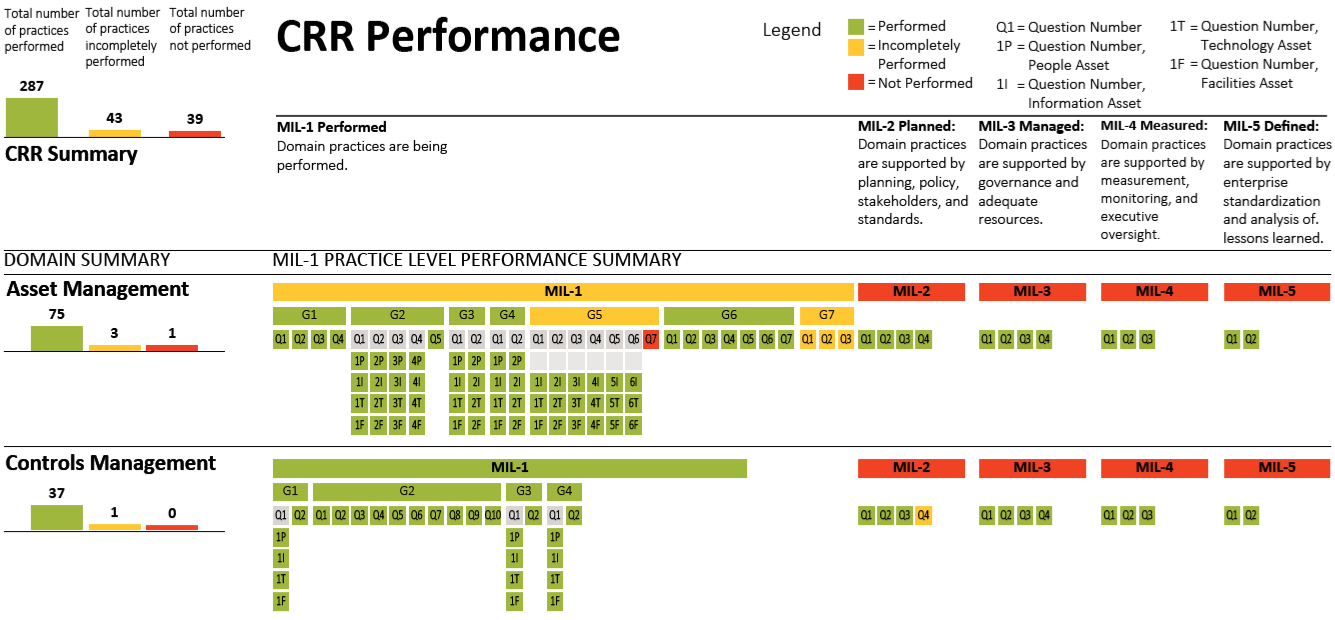 Total number
of practices
performed
Total number
of practices
incompletely
performed
Total number
of practices
not performed
287
43
39
CRR Summary
CRR Performance
Legend
= Performed
= Incompletely
Performed
= Not Performed
Q1 = Question Number
1P = Question Number,
People Asset
1I = Question Number,
Information Asset
1T = Question Number,
Technology Asset
1F = Question Number,
Facilities Asset
MIL-1 Performed
Domain practices are being
performed.
MIL-2 Planned:
Domain practices
are supported by
planning, policy,
stakeholders, and
standards.
MIL-3 Managed:
Domain practices
are supported by
governance and
adequate
resources.
MIL-4 Measured:
Domain practices
are supported by
measurement,
monitoring, and
executive
oversight.
MIL-5 Defined:
Domain practices
are supported by
enterprise
standardization
and analysis of.
lessons learned.
DOMAIN SUMMARY MIL-1 PRACTICE LEVEL PERFORMANCE SUMMARY
Asset Management
75
3
1
MIL-1 MIL-2 MIL-3 MIL-4 MIL-5
G1 G2 G3 G4 G5 G6 G7
Q1 Q2 Q3 Q4 Q1 Q2 Q3 Q4 Q5 Q1 Q2 Q1 Q2 Q1 Q2 Q3 Q4 Q5 Q6 Q7 Q1 Q2 Q3 Q4 Q5 Q6 Q7 Q1 Q2 Q3 Q1 Q2 Q3 Q4 Q1 Q2 Q3 Q4 Q1 Q2 Q3 Q1 Q2
1P 2P 3P 4P 1P 2P 1P 2P
1I 2I 3I 4I 1I 2I 1I 2I 1I 2I 3I 4I 5I 6I
1T 2T 3T 4T 1T 2T 1T 2T 1T 2T 3T 4T 5T 6T
1F 2F 3F 4F 1F 2F 1F 2F 1F 2F 3F 4F 5F 6F
Controls Management
37
1
0
MIL-1 MIL-2 MIL-3 MIL-4 MIL-5
G1 G2 G3 G4
Q1 Q2 Q1 Q2 Q3 Q4 Q5 Q6 Q7 Q8 Q9 Q10 Q1 Q2 Q1 Q2 Q1 Q2 Q3 Q4 Q1 Q2 Q3 Q4 Q1 Q2 Q3 Q1 Q2
1P 1P 1P
1I 1I 1I
1T 1T 1T
1F 1F 1F